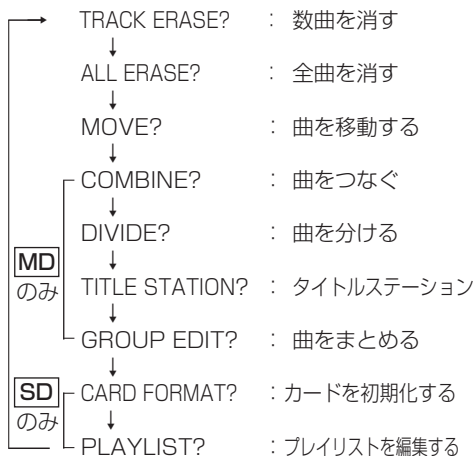 TRACK ERASE? : 数曲を消す
ALL ERASE? : 全曲を消す
MOVE? : 曲を移動する
COMBINE? : 曲をつなぐ
DIVIDE? : 曲を分ける
MD
のみ
TITLE STATION? : タイトルステーション
GROUP EDIT? : 曲をまとめる
SD
のみ
CARD FORMAT? : カードを初期化する
PLAYLIST? : プレイリストを編集する